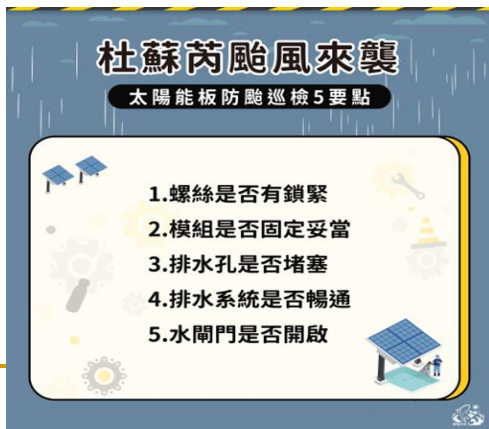 杜蘇芮颱風來襲
太陽能板防颱巡檢5要點
1.螺絲是否有鎖緊
2.模組是否固定妥當
3.排水孔是否堵塞
4.排水系統是否暢通
5.水閘門是否開啟